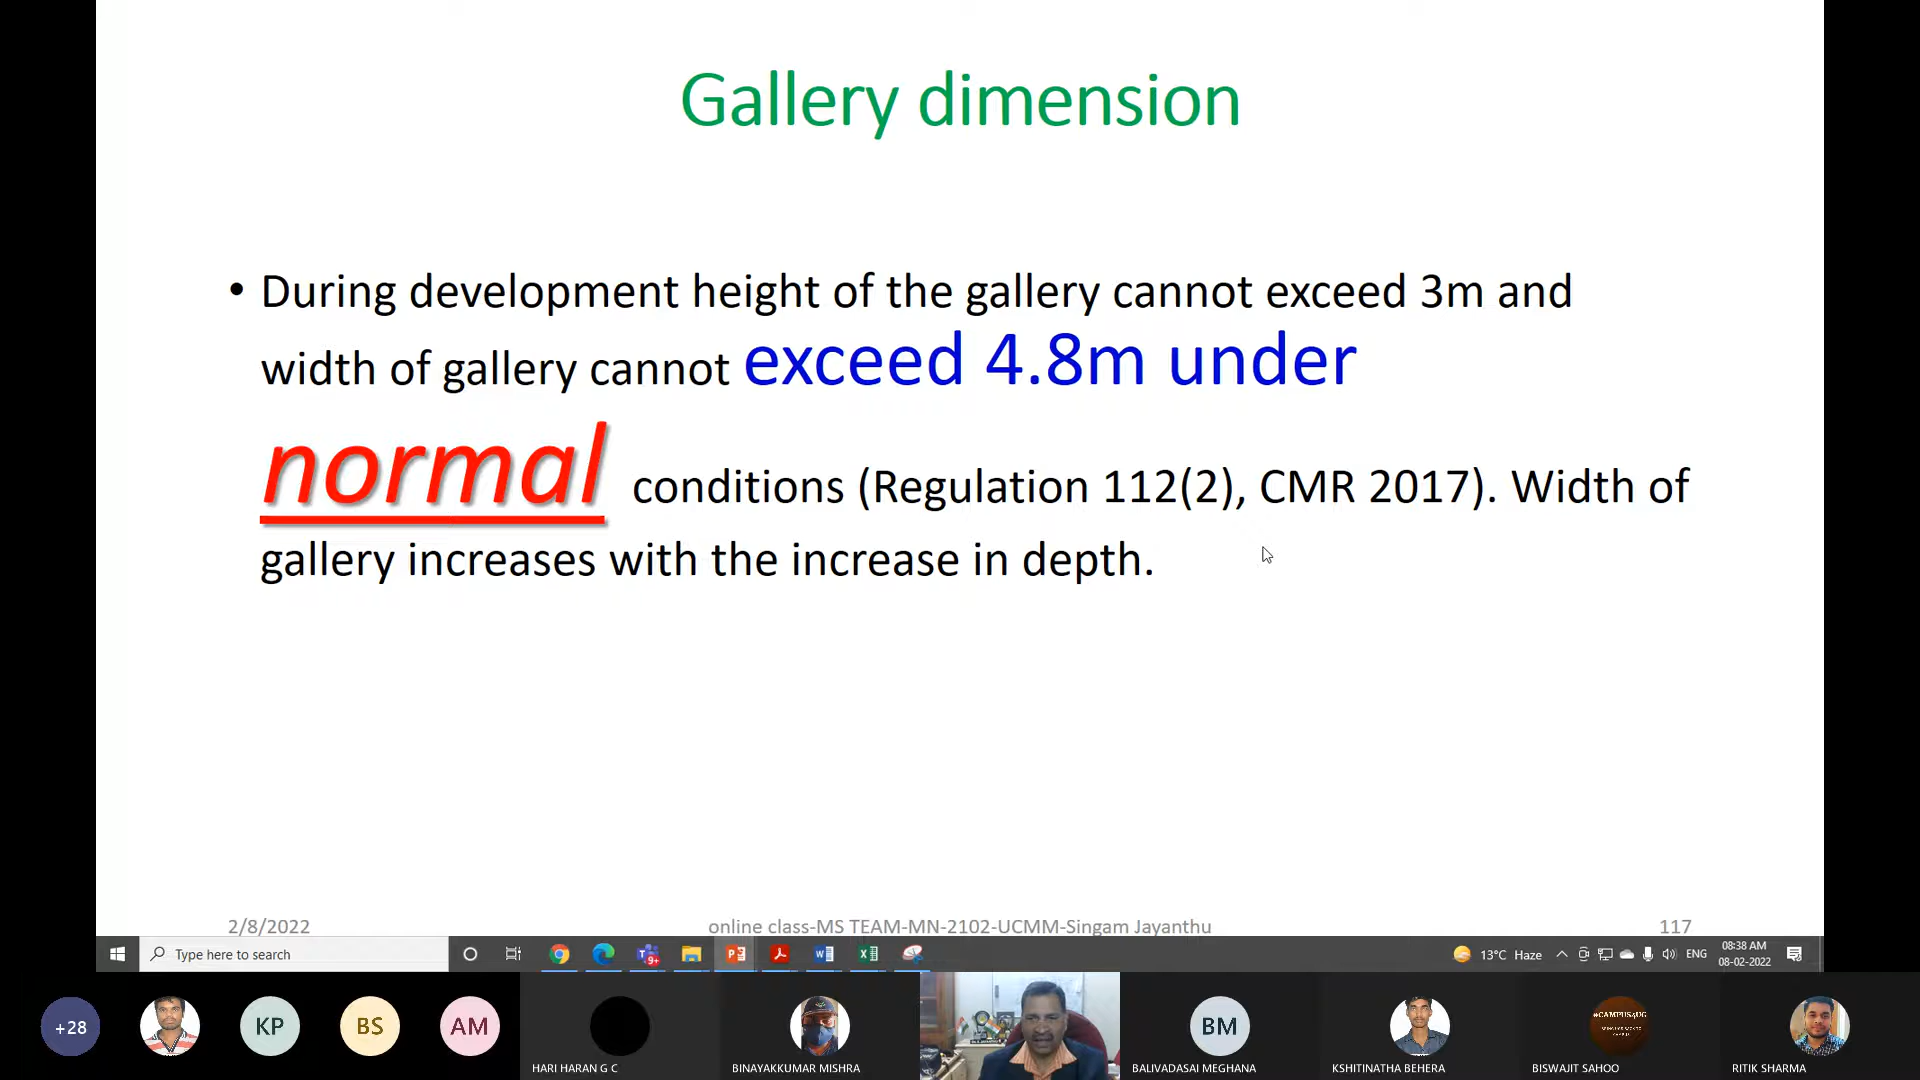 Gallery dimension
• During development height of the gallery cannot exceed 3m and
width of gallery cannot exceed 4.8m under
normal conditions (Regulation 112(2), CMR 2017). Width of
gallery increases with the increase in depth.
2/8/2022 online class-MS TEAM-MN-2102-UCMM-Singam Jayanthu 117
Type here to search 13°C Haze ENG 08:38 AM
08-02-2022
+28 KP BS AM BM #CAMPUS4UG
HARI HARAN G C BINAYAKKUMAR MISHRA BALIVADASAI MEGHANA KSHITINATHA BEHERA BISWAJIT SAHOO RITIK SHARMA